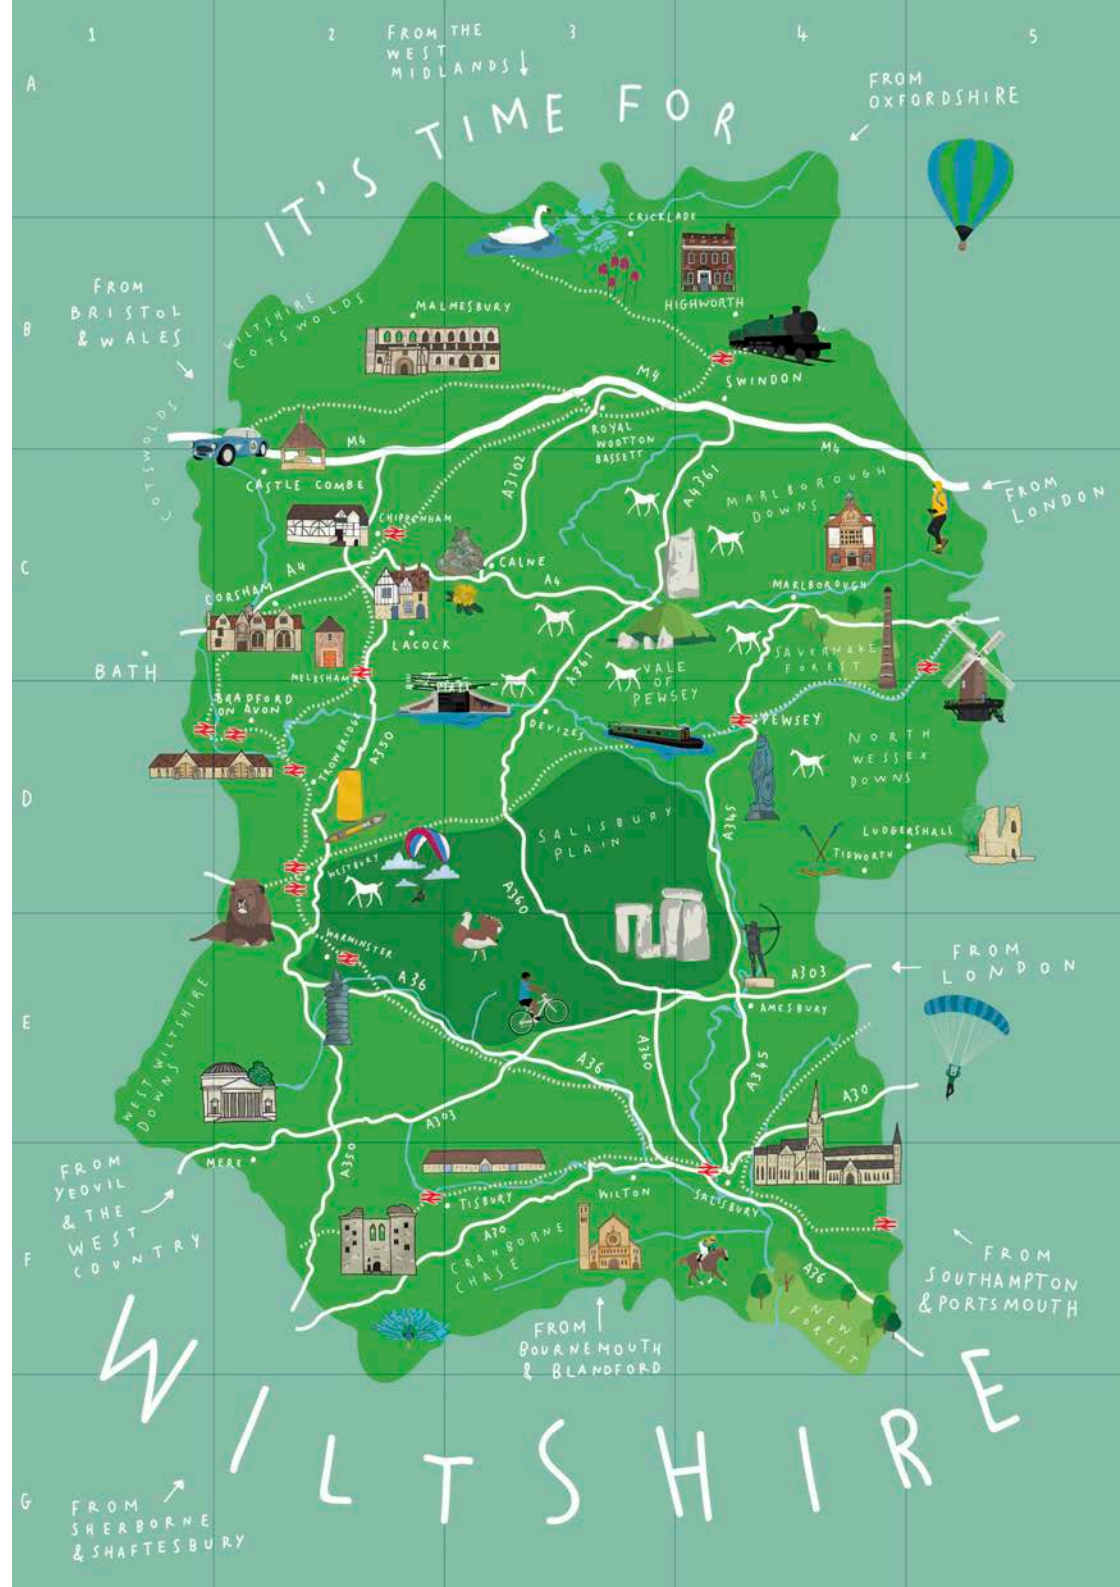 1
2
3
4
5
A
B
C
D
E
F
G
FROM THE
WEST
MIDLANDS
FROM
OXFORDSHIRE
IT'S TIME FOR
CRICKLADE
HIGHWORTH
MALMESBURY
WILTSHIRE
COTSWOLDS
FROM
BRISTOL
& WALES
COTSWOLDS
M4
SWINDON
ROYAL
WOOTTON
BASSETT
M4
M4
CASTLE COMBE
A3102
A4361
MARLBOROUGH
DOWNS
FROM
LONDON
CHIPPENHAM
CALNE
A4
A4
CORSHAM
MARLBOROUGH
LACOCK
BATH
MELKSHAM
A361
VALE
OF
PEWSEY
SAVERNAKE
FOREST
BRADFORD
ON AVON
TROWBRIDGE
A350
DEVIZES
PEWSEY
NORTH
WESSEX
DOWNS
SALISBURY
PLAIN
A345
LUDGERSHALL
TIDWORTH
WESTBURY
A360
WARMINSTER
A36
A303
AMESBURY
FROM
LONDON
WEST WILTSHIRE
DOWNS
A36
A360
A345
A30
A303
MERE
A350
FROM
YEOVIL
& THE
WEST
COUNTRY
TISBURY
WILTON
SALISBURY
A30
CRANBORNE
CHASE
A36
NEW
FOREST
FROM
SOUTHAMPTON
& PORTSMOUTH
FROM
BOURNEMOUTH
& BLANDFORD
WILTSHIRE
FROM
SHERBORNE
& SHAFTESBURY